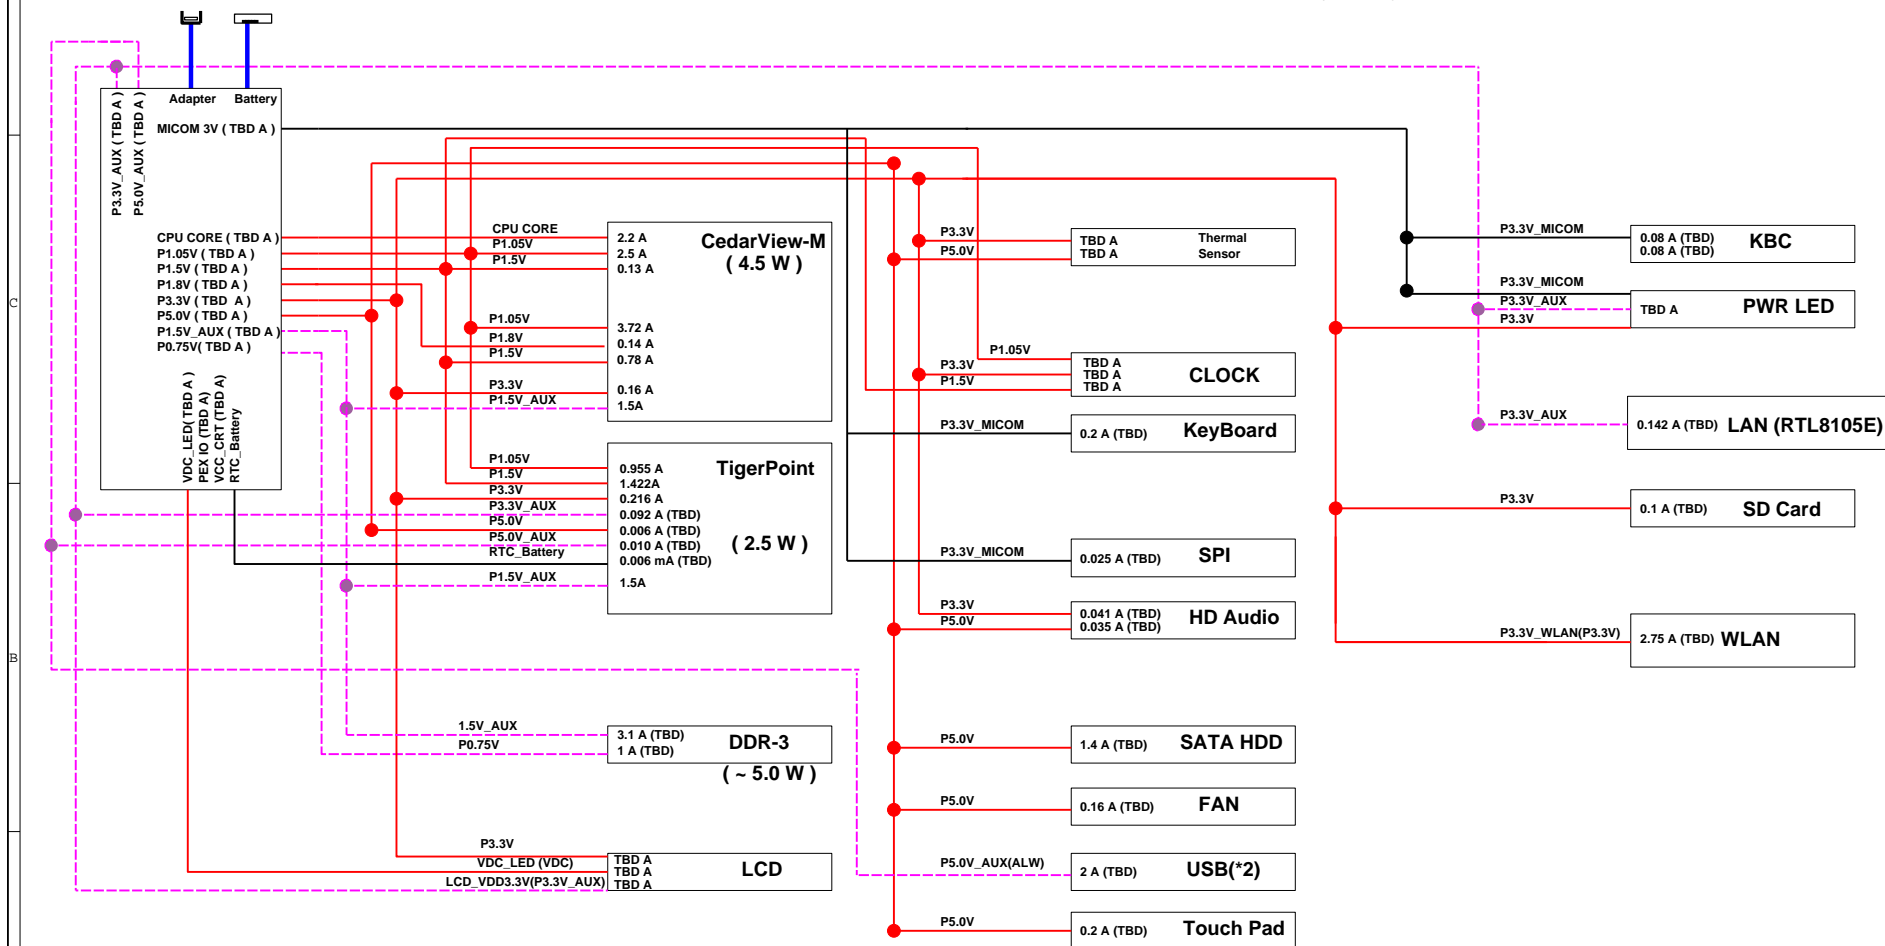 Adapter
Battery
P3.3V_AUX ( TBD A )
P5.0V_AUX ( TBD A )
MICOM 3V ( TBD A )
CPU CORE ( TBD A )
P1.05V ( TBD A )
P1.5V ( TBD A )
P1.8V ( TBD A )
P3.3V ( TBD A )
P5.0V ( TBD A )
P1.5V_AUX ( TBD A )
P0.75V( TBD A )
VDC_LED( TBD A )
PEX IO (TBD A)
VCC_CRT (TBD A)
RTC_Battery
C
B
CPU CORE
P1.05V
P1.5V
2.2 A
2.5 A
0.13 A
CedarView-M
( 4.5 W )
P1.05V
P1.8V
P1.5V
3.72 A
0.14 A
0.78 A
P3.3V
P1.5V_AUX
0.16 A
1.5A
P1.05V
P1.5V
P3.3V
P3.3V_AUX
P5.0V
P5.0V_AUX
RTC_Battery
P1.5V_AUX
0.955 A
1.422A
0.216 A
0.092 A (TBD)
0.006 A (TBD)
0.010 A (TBD)
0.006 mA (TBD)
1.5A
TigerPoint
( 2.5 W )
1.5V_AUX
P0.75V
3.1 A (TBD)
1 A (TBD)
DDR-3
( ~ 5.0 W )
P3.3V
VDC_LED (VDC)
LCD_VDD3.3V(P3.3V_AUX)
TBD A
TBD A
TBD A
LCD
P3.3V
P5.0V
TBD A
TBD A
Thermal
Sensor
P1.05V
P3.3V
P1.5V
TBD A
TBD A
TBD A
CLOCK
P3.3V_MICOM
0.2 A (TBD)
KeyBoard
P3.3V_MICOM
0.025 A (TBD)
SPI
P3.3V
P5.0V
0.041 A (TBD)
0.035 A (TBD)
HD Audio
P5.0V
1.4 A (TBD)
SATA HDD
P5.0V
0.16 A (TBD)
FAN
P5.0V_AUX(ALW)
2 A (TBD)
USB(*2)
P5.0V
0.2 A (TBD)
Touch Pad
P3.3V_MICOM
0.08 A (TBD)
0.08 A (TBD)
KBC
P3.3V_MICOM
P3.3V_AUX
P3.3V
TBD A
PWR LED
P3.3V_AUX
0.142 A (TBD)
LAN (RTL8105E)
P3.3V
0.1 A (TBD)
SD Card
P3.3V_WLAN(P3.3V)
2.75 A (TBD)
WLAN